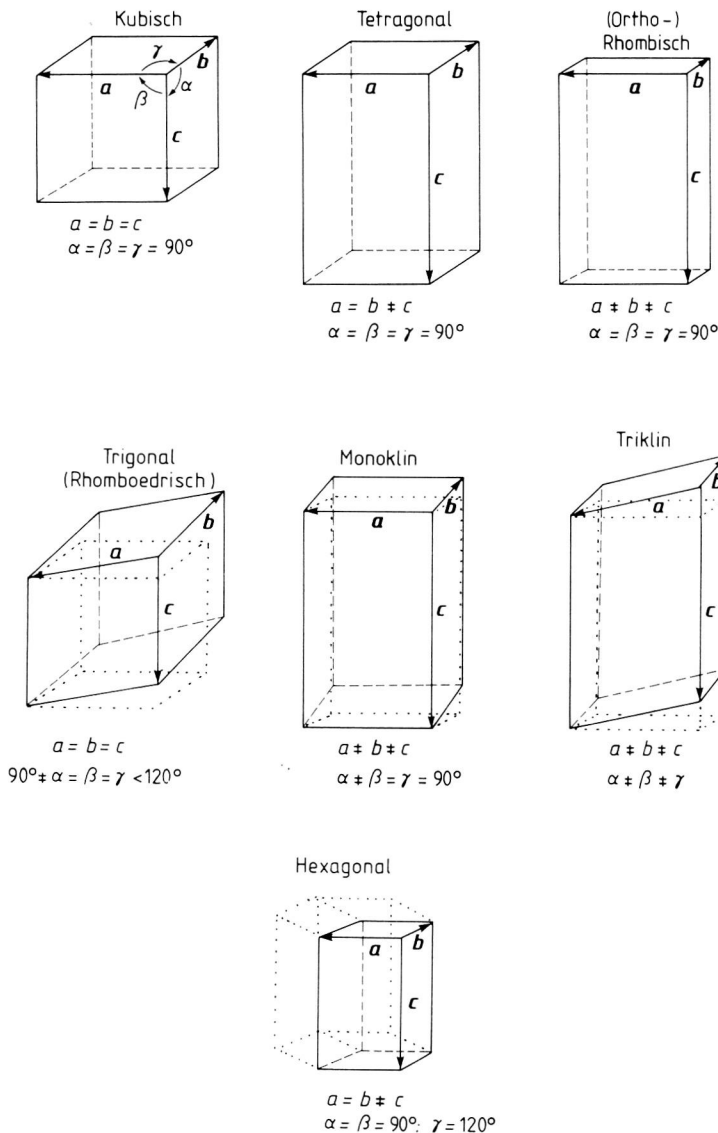 Kubisch
γ
b
a
β
α
c
a = b = c
α = β = γ = 90°
Tetragonal
a
b
c
a = b ‡ c
α = β = γ = 90°
(Ortho-)
Rhombisch
a
b
c
a ‡ b ‡ c
α = β = γ = 90°
Trigonal
(Rhomboedrisch)
a
b
c
a = b = c
90° ‡ α = β = γ < 120°
Monoklin
a
b
c
a ‡ b ‡ c
α ‡ β = γ = 90°
Triklin
a
b
c
a ‡ b ‡ c
α ‡ β ‡ γ
Hexagonal
a
b
c
a = b ‡ c
α = β = 90°; γ = 120°